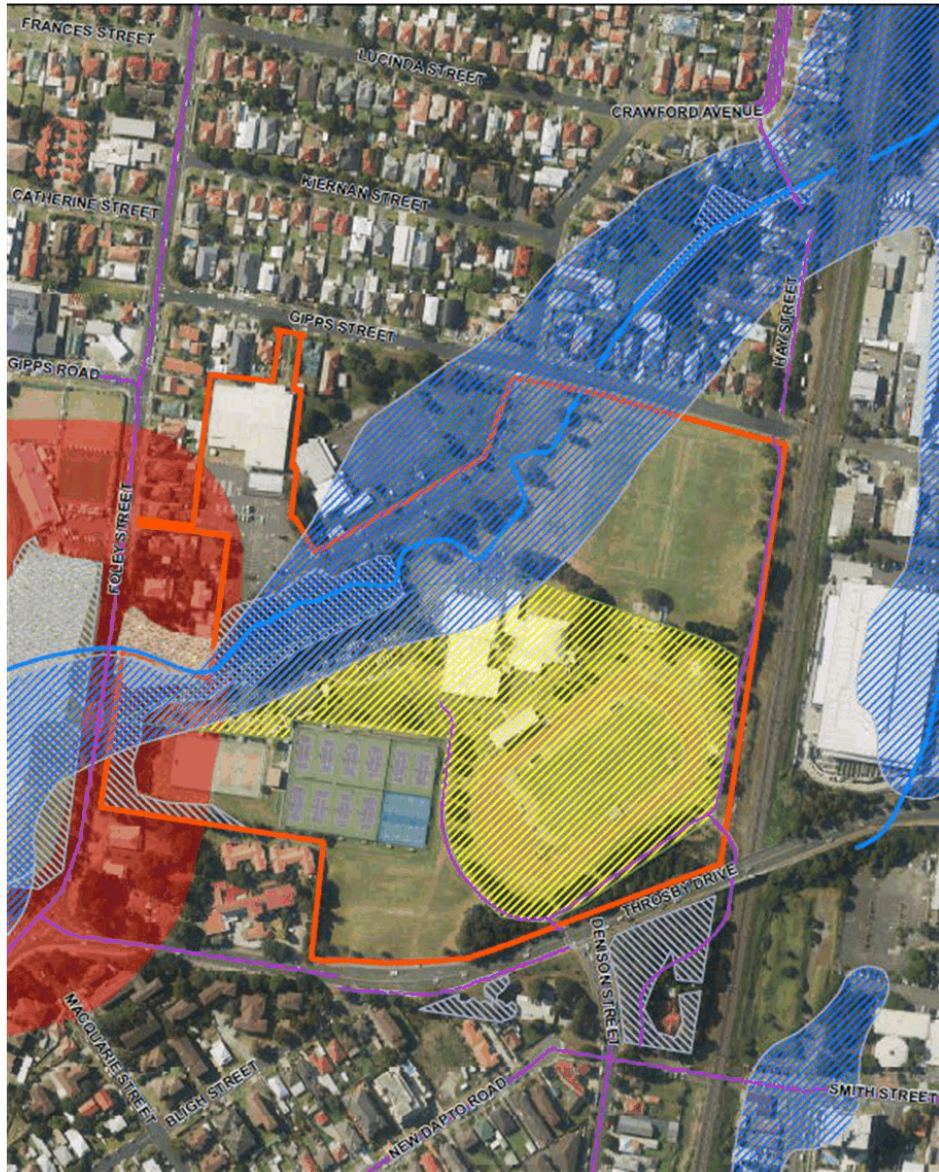 FRANCES STREET
LUCINDA STREET
CRAWFORD AVENUE
KIERNAN STREET
CATHERINE STREET
GIPPS STREET
HAY STREET
GIPPS ROAD
FOLEY STREET
THROSBY DRIVE
DENISON STREET
MACQUARIE STREET
BLIGH STREET
NEW DAPTO ROAD
SMITH STREET